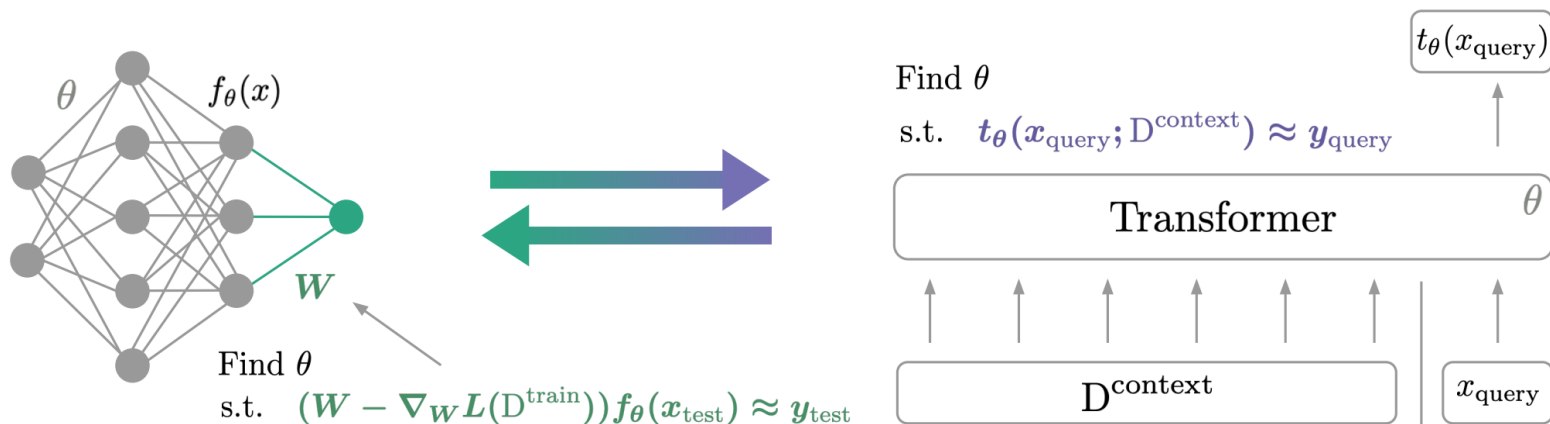 θ
f_θ(x)
W
Find θ
s.t. (W − ∇_W L(D^train)) f_θ(x_test) ≈ y_test
t_θ(x_query)
Find θ
s.t. t_θ(x_query; D^context) ≈ y_query
Transformer
θ
D^context
x_query